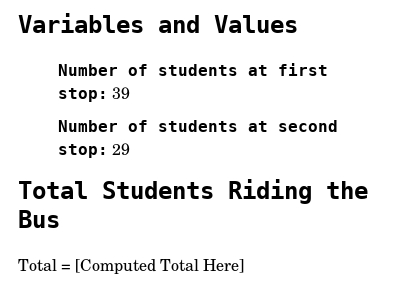 Variables and Values
Number of students at first
stop: 39
Number of students at second
stop: 29
Total Students Riding the
Bus
Total = [Computed Total Here]